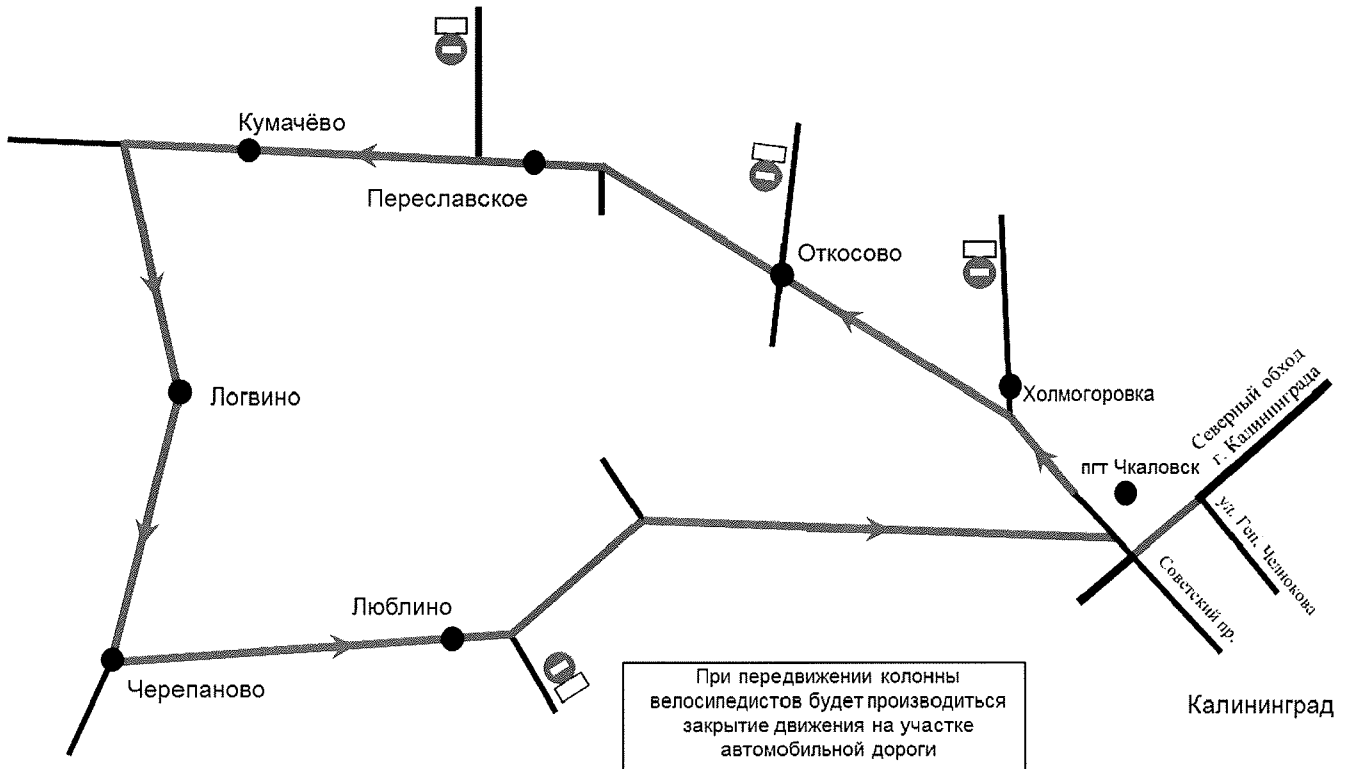 Кумачёво
Переславское
Откосово
Холмогоровка
Северный обход
г. Калининграда
пгт Чкаловск
ул. Ген. Челнокова
Советский пр.
Логвино
Люблино
Черепаново
Калининград
При передвижении колонны
велосипедистов будет производиться
закрытие движения на участке
автомобильной дороги